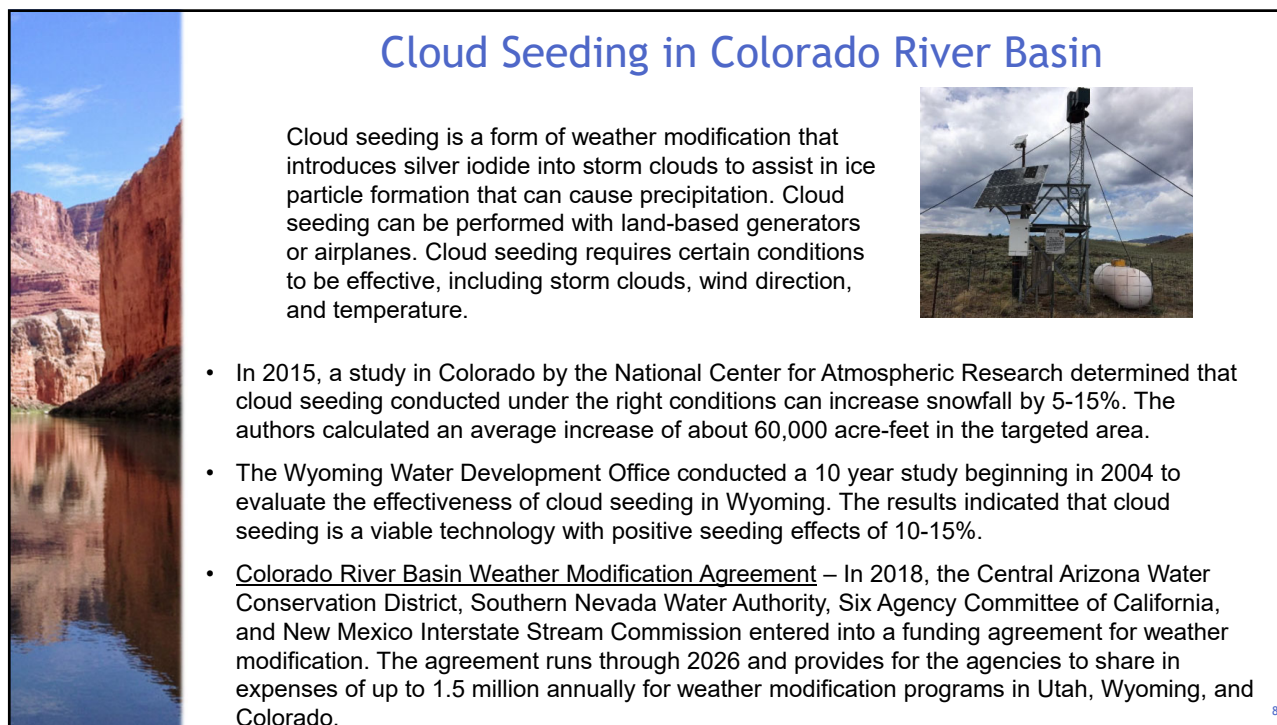 Cloud Seeding in Colorado River Basin
Cloud seeding is a form of weather modification that
introduces silver iodide into storm clouds to assist in ice
particle formation that can cause precipitation. Cloud
seeding can be performed with land-based generators
or airplanes. Cloud seeding requires certain conditions
to be effective, including storm clouds, wind direction,
and temperature.
• In 2015, a study in Colorado by the National Center for Atmospheric Research determined that
cloud seeding conducted under the right conditions can increase snowfall by 5-15%. The
authors calculated an average increase of about 60,000 acre-feet in the targeted area.
• The Wyoming Water Development Office conducted a 10 year study beginning in 2004 to
evaluate the effectiveness of cloud seeding in Wyoming. The results indicated that cloud
seeding is a viable technology with positive seeding effects of 10-15%.
• Colorado River Basin Weather Modification Agreement – In 2018, the Central Arizona Water
Conservation District, Southern Nevada Water Authority, Six Agency Committee of California,
and New Mexico Interstate Stream Commission entered into a funding agreement for weather
modification. The agreement runs through 2026 and provides for the agencies to share in
expenses of up to 1.5 million annually for weather modification programs in Utah, Wyoming, and
Colorado.
8